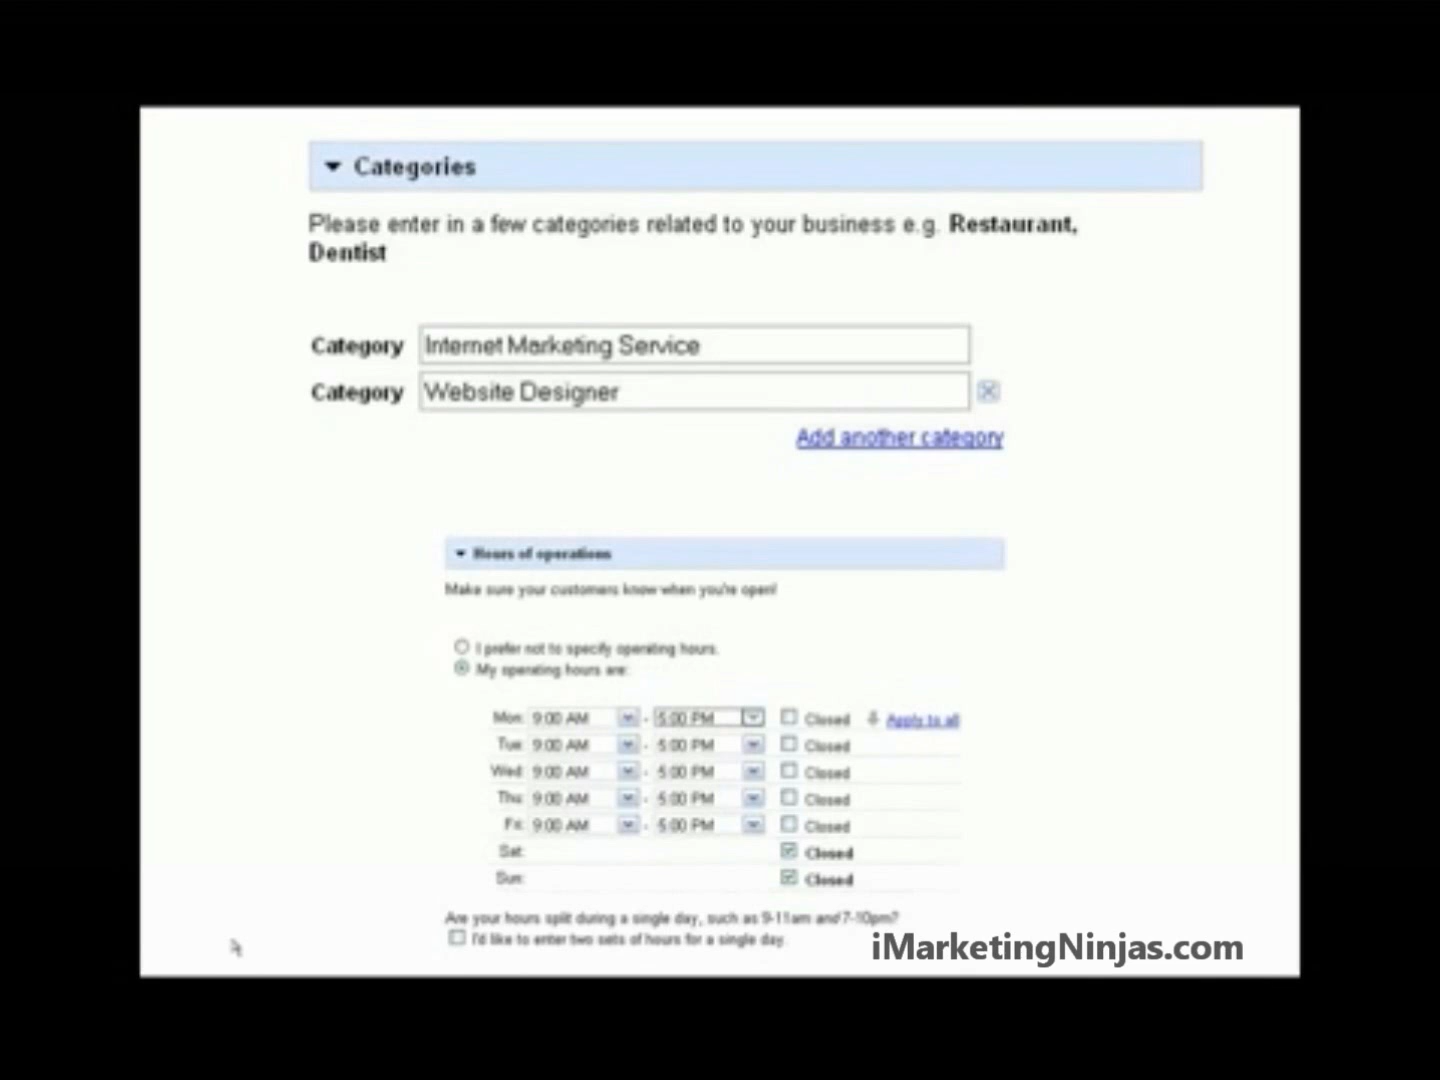 Categories
Please enter in a few categories related to your business e.g. Restaurant,
Dentist
Category Internet Marketing Service
Category Website Designer
Add another category
Hours of operations
Make sure your customers know when you're open!
I prefer not to specify operating hours.
My operating hours are:
Mon: 9:00 AM - 5:00 PM Closed Apply to all
Tue: 9:00 AM - 5:00 PM Closed
Wed: 9:00 AM - 5:00 PM Closed
Thu: 9:00 AM - 5:00 PM Closed
Fri: 9:00 AM - 5:00 PM Closed
Sat: Closed
Sun: Closed
Are your hours split during a single day, such as 9-11am and 7-10pm?
I'd like to enter two sets of hours for a single day.
iMarketingNinjas.com